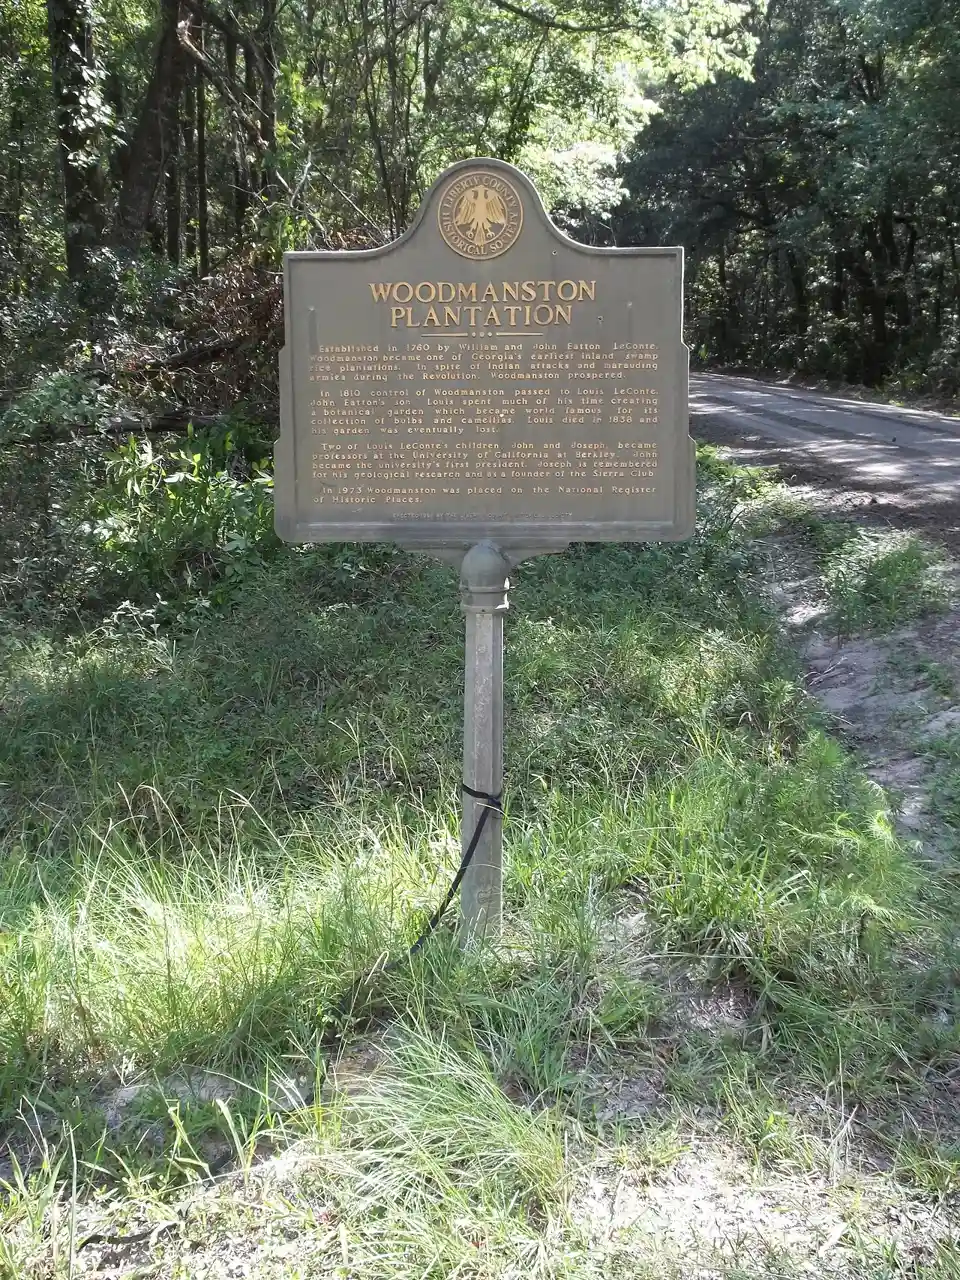 LIBERTY COUNTY
HISTORICAL SOCIETY
WOODMANSTON
PLANTATION
Established in 1760 by William and John Eatton LeConte,
Woodmanston became one of Georgia's earliest inland swamp
rice plantations. In spite of Indian attacks and marauding
armies during the Revolution, Woodmanston prospered.
In 1810 control of Woodmanston passed to Louis LeConte,
John Eatton's son. Louis spent much of his time creating
a botanical garden which became world famous for its
collection of bulbs and camellias. Louis died in 1838 and
his garden was eventually lost.
Two of Louis LeConte's children, John and Joseph, became
professors at the University of California at Berkley. John
became the university's first president. Joseph is remembered
for his geological research and as a founder of the Sierra Club.
In 1973 Woodmanston was placed on the National Register
of Historic Places.